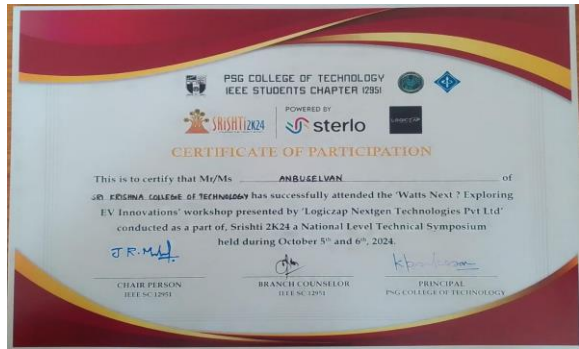 PSG COLLEGE OF TECHNOLOGY
IEEE STUDENTS CHAPTER 12951
SRISHTI2K24
POWERED BY
sterlo
LOGICZAP
CERTIFICATE OF PARTICIPATION
This is to certify that Mr/Ms ANBUSELVAN of
SRI KRISHNA COLLEGE OF TECHNOLOGY has successfully attended the 'Watts Next ? Exploring
EV Innovations' workshop presented by 'Logiczap Nextgen Technologies Pvt Ltd'
conducted as a part of, Srishti 2K24 a National Level Technical Symposium
held during October 5th and 6th, 2024.
J.R.
CHAIR PERSON
IEEE SC 12951
BRANCH COUNSELOR
IEEE SC 12951
PRINCIPAL
PSG COLLEGE OF TECHNOLOGY